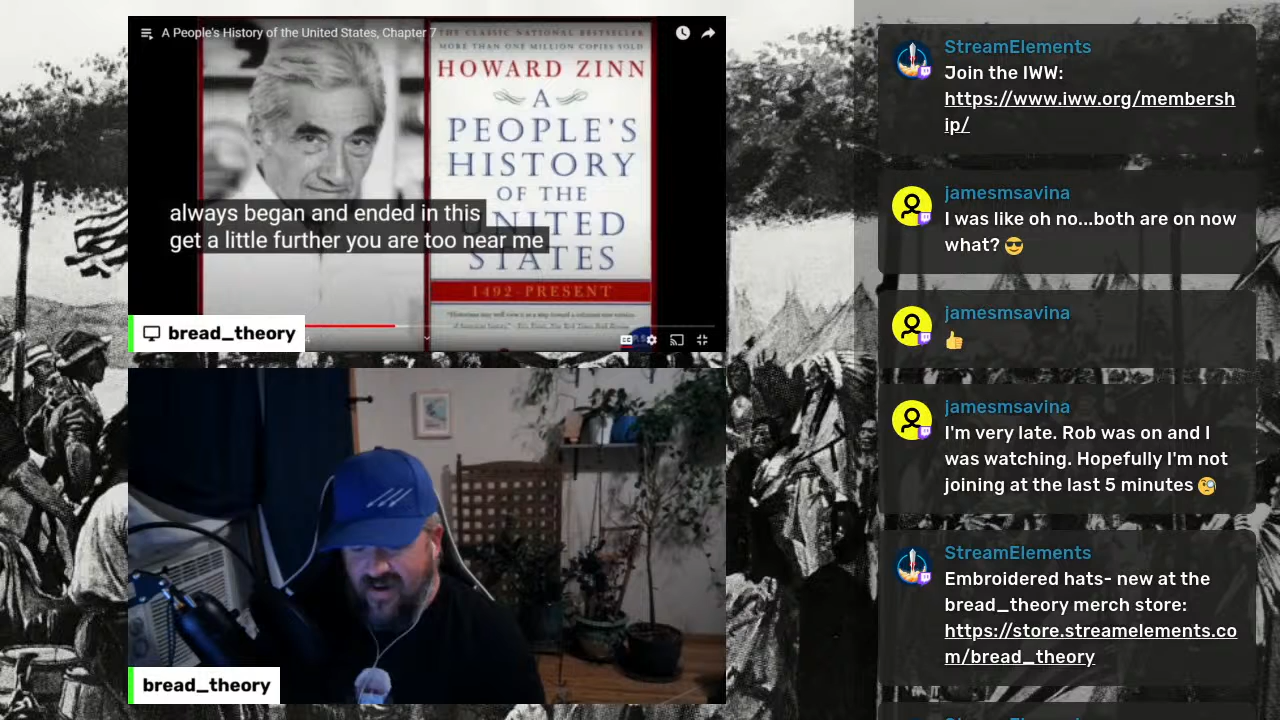 A People's History of the United States, Chapter 7
THE CLASSIC NATIONAL BESTSELLER
MORE THAN ONE MILLION COPIES SOLD
HOWARD ZINN
A
PEOPLE'S
HISTORY
OF THE
UNITED
STATES
1492-PRESENT
always began and ended in this
get a little further you are too near me
bread_theory
bread_theory
StreamElements
Join the IWW:
https://www.iww.org/membersh
ip/
jamesmsavina
I was like oh no...both are on now
what? 😎
jamesmsavina
👍
jamesmsavina
I'm very late. Rob was on and I
was watching. Hopefully I'm not
joining at the last 5 minutes 🧐
StreamElements
Embroidered hats- new at the
bread_theory merch store:
https://store.streamelements.co
m/bread_theory